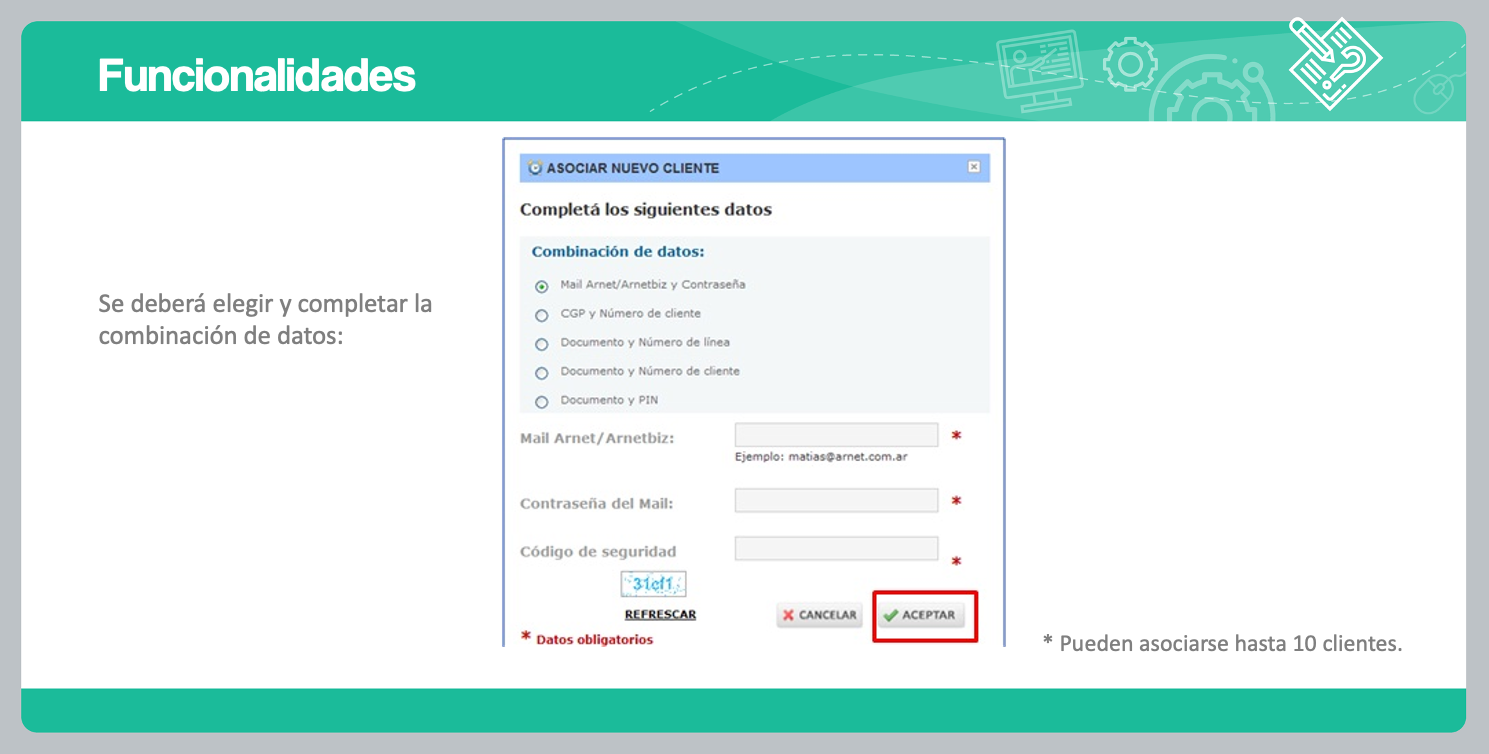 Funcionalidades
Se deberá elegir y completar la
combinación de datos:
ASOCIAR NUEVO CLIENTE
Completá los siguientes datos
Combinación de datos:
Mail Arnet/Arnetbiz y Contraseña
CGP y Número de cliente
Documento y Número de línea
Documento y Número de cliente
Documento y PIN
Mail Arnet/Arnetbiz: *
Ejemplo: matias@arnet.com.ar
Contraseña del Mail: *
Código de seguridad *
31cf1
REFRESCAR
CANCELAR ACEPTAR
* Datos obligatorios
* Pueden asociarse hasta 10 clientes.